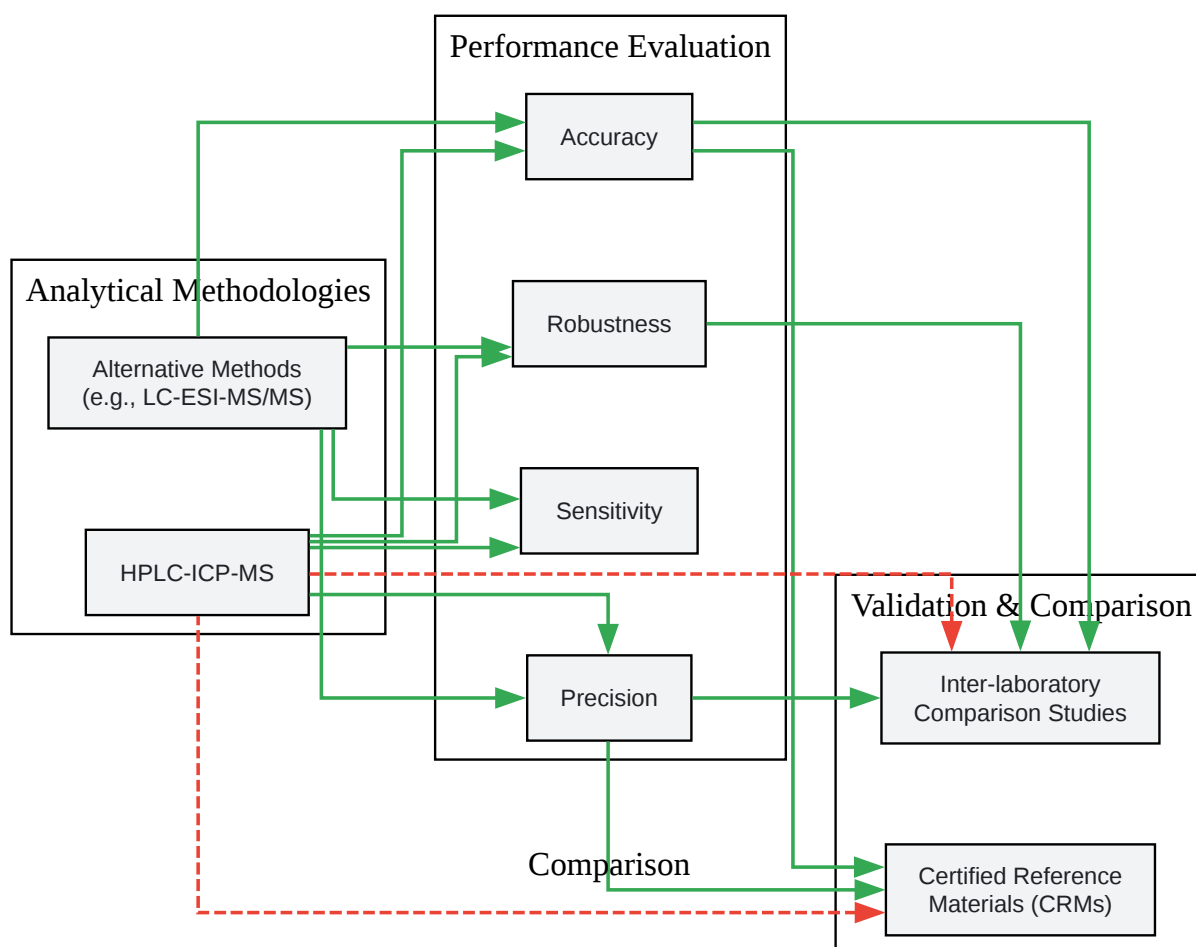 Performance Evaluation
Accuracy
Analytical Methodologies
Robustness
Alternative Methods
(e.g., LC-ESI-MS/MS)
Sensitivity
HPLC-ICP-MS
Validation & Comparison
Precision
Inter-laboratory
Comparison Studies
Comparison
Certified Reference
Materials (CRMs)